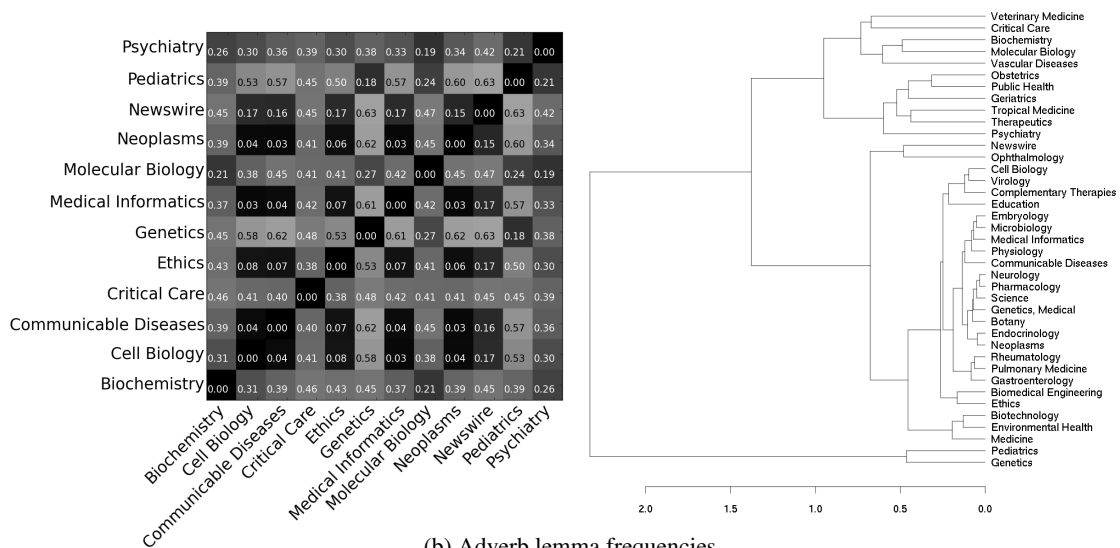 Psychiatry 0.26 0.30 0.36 0.39 0.30 0.38 0.33 0.19 0.34 0.42 0.21 0.00
Pediatrics 0.39 0.53 0.57 0.45 0.50 0.18 0.57 0.24 0.60 0.63 0.00 0.21
Newswire 0.45 0.17 0.16 0.45 0.17 0.63 0.17 0.47 0.15 0.00 0.63 0.42
Neoplasms 0.39 0.04 0.03 0.41 0.06 0.62 0.03 0.45 0.00 0.15 0.60 0.34
Molecular Biology 0.21 0.38 0.45 0.41 0.41 0.27 0.42 0.00 0.45 0.47 0.24 0.19
Medical Informatics 0.37 0.03 0.04 0.42 0.07 0.61 0.00 0.42 0.03 0.17 0.57 0.33
Genetics 0.45 0.58 0.62 0.48 0.53 0.00 0.61 0.27 0.62 0.63 0.18 0.38
Ethics 0.43 0.08 0.07 0.38 0.00 0.53 0.07 0.41 0.06 0.17 0.50 0.30
Critical Care 0.46 0.41 0.40 0.00 0.38 0.48 0.42 0.41 0.41 0.45 0.45 0.39
Communicable Diseases 0.39 0.04 0.00 0.40 0.07 0.62 0.04 0.45 0.03 0.16 0.57 0.36
Cell Biology 0.31 0.00 0.04 0.41 0.08 0.58 0.03 0.38 0.04 0.17 0.53 0.30
Biochemistry 0.00 0.31 0.39 0.46 0.43 0.45 0.37 0.21 0.39 0.45 0.39 0.26
Biochemistry
Cell Biology
Communicable Diseases
Critical Care
Ethics
Genetics
Medical Informatics
Molecular Biology
Neoplasms
Newswire
Pediatrics
Psychiatry
Veterinary Medicine
Critical Care
Biochemistry
Molecular Biology
Vascular Diseases
Obstetrics
Public Health
Geriatrics
Tropical Medicine
Therapeutics
Psychiatry
Newswire
Ophthalmology
Cell Biology
Virology
Complementary Therapies
Education
Embryology
Microbiology
Medical Informatics
Physiology
Communicable Diseases
Neurology
Pharmacology
Science
Genetics, Medical
Botany
Endocrinology
Neoplasms
Rheumatology
Pulmonary Medicine
Gastroenterology
Biomedical Engineering
Ethics
Biotechnology
Environmental Health
Medicine
Pediatrics
Genetics
2.0 1.5 1.0 0.5 0.0
(b) Adverb lemma frequencies